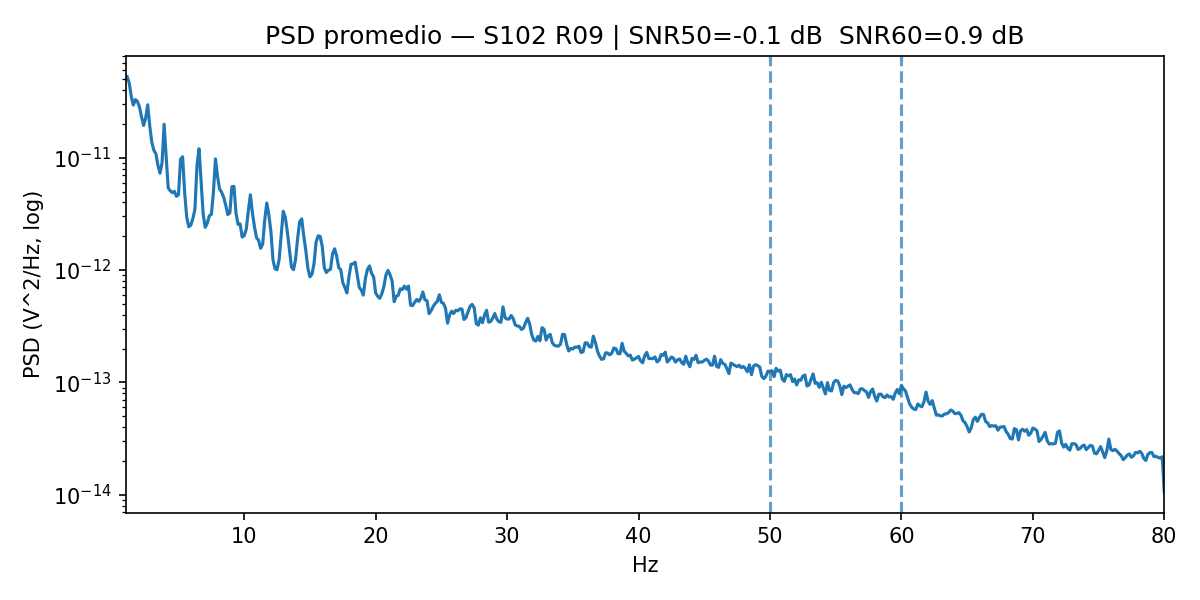 PSD promedio — S102 R09 | SNR50=-0.1 dB  SNR60=0.9 dB
PSD (V^2/Hz, log)
10⁻¹¹
10⁻¹²
10⁻¹³
10⁻¹⁴
10 20 30 40 50 60 70 80
Hz